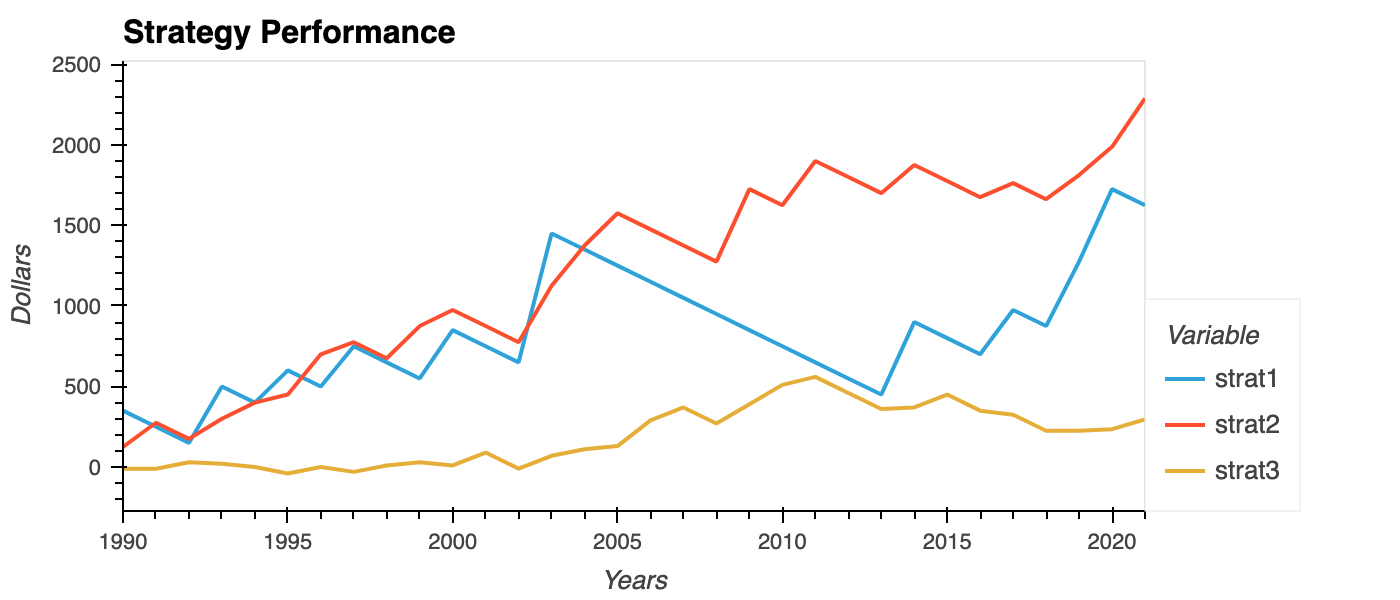 Strategy Performance
2500
2000
1500
1000
500
0
Dollars
1990 1995 2000 2005 2010 2015 2020
Years
Variable
strat1
strat2
strat3